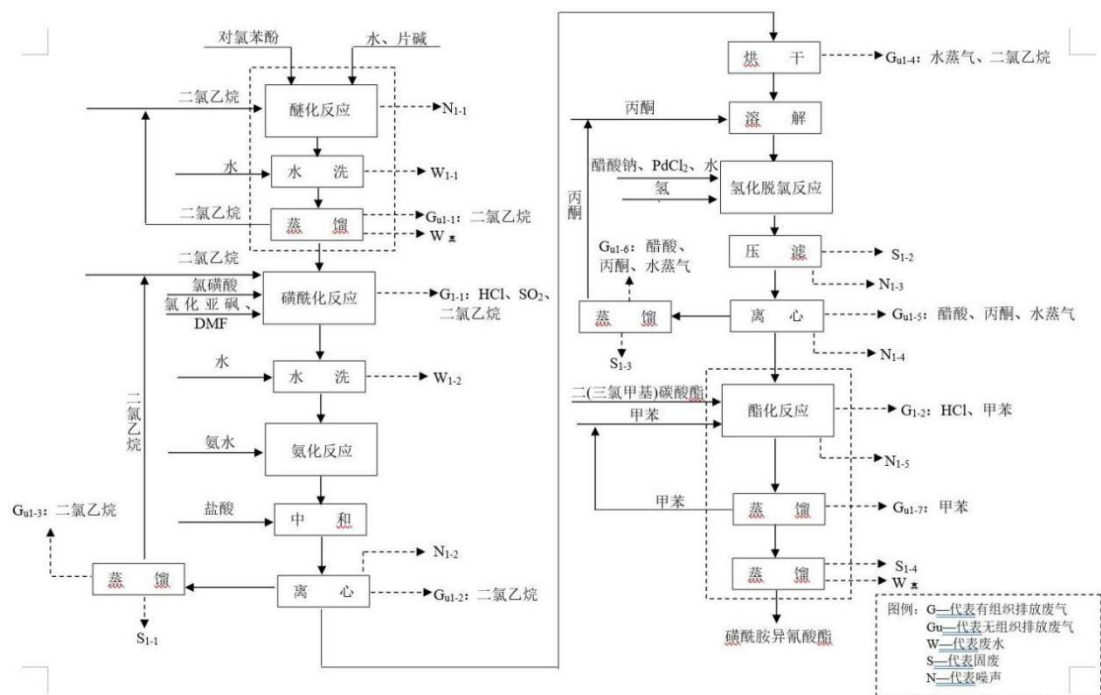 对氯苯酚
水、片碱
二氯乙烷
醚化反应
N1-1
水
水 洗
W1-1
二氯乙烷
蒸 馏
Gu1-1：二氯乙烷
W真
二氯乙烷
氯磺酸
氯化亚砜、
DMF
磺酰化反应
G1-1：HCl、SO2、
二氯乙烷
水
水 洗
W1-2
二氯乙烷
氨水
氨化反应
盐酸
中 和
Gu1-3：二氯乙烷
N1-2
蒸 馏
离 心
Gu1-2：二氯乙烷
S1-1
烘 干
Gu1-4：水蒸气、二氯乙烷
丙酮
溶 解
醋酸钠、PdCl2、水
氢
氢化脱氯反应
丙酮
Gu1-6：醋酸、
丙酮、水蒸气
压 滤
S1-2
N1-3
蒸 馏
离 心
Gu1-5：醋酸、丙酮、水蒸气
N1-4
S1-3
二(三氯甲基)碳酸酯
甲苯
酯化反应
G1-2：HCl、甲苯
N1-5
甲苯
蒸 馏
Gu1-7：甲苯
蒸 馏
S1-4
W真
磺酰胺异氰酸酯
图例：G—代表有组织排放废气
Gu—代表无组织排放废气
W—代表废水
S—代表固废
N—代表噪声